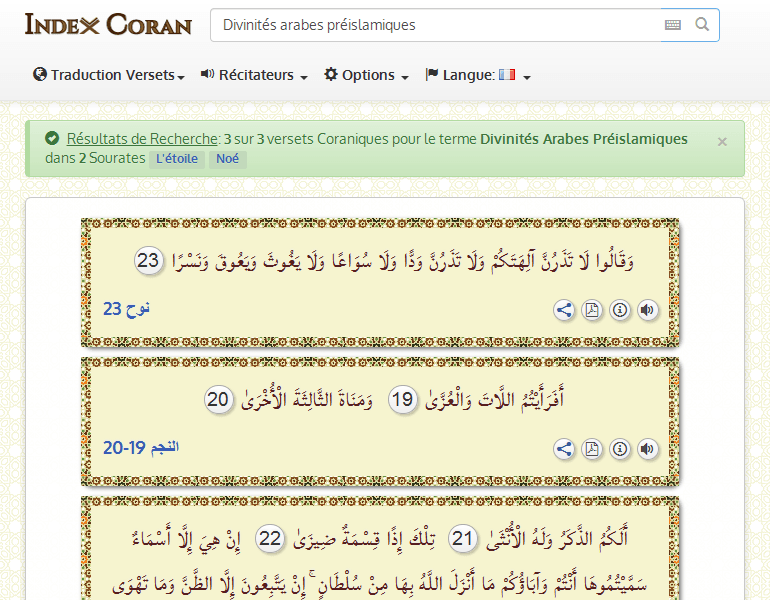 INDEX CORAN
Divinités arabes préislamiques
Traduction Versets
Récitateurs
Options
Langue:
Résultats de Recherche: 3 sur 3 versets Coraniques pour le terme Divinités Arabes Préislamiques ×
dans 2 Sourates L'étoile Noé
وَقَالُوا لَا تَذَرُنَّ آلِهَتَكُمْ وَلَا تَذَرُنَّ وَدًّا وَلَا سُوَاعًا وَلَا يَغُوثَ وَيَعُوقَ وَنَسْرًا 23
نوح 23
أَفَرَأَيْتُمُ اللَّاتَ وَالْعُزَّىٰ 19 وَمَنَاةَ الثَّالِثَةَ الْأُخْرَىٰ 20
النجم 19-20
أَلَكُمُ الذَّكَرُ وَلَهُ الْأُنْثَىٰ 21 تِلْكَ إِذًا قِسْمَةٌ ضِيزَىٰ 22 إِنْ هِيَ إِلَّا أَسْمَاءٌ
سَمَّيْتُمُوهَا أَنْتُمْ وَآبَاؤُكُمْ مَا أَنْزَلَ اللَّهُ بِهَا مِنْ سُلْطَانٍ ۚ إِنْ يَتَّبِعُونَ إِلَّا الظَّنَّ وَمَا تَهْوَى